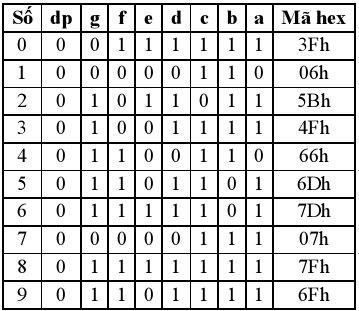 Số dp g f e d c b a Mã hex
0 0 0 1 1 1 1 1 1 3Fh
1 0 0 0 0 0 1 1 0 06h
2 0 1 0 1 1 0 1 1 5Bh
3 0 1 0 0 1 1 1 1 4Fh
4 0 1 1 0 0 1 1 0 66h
5 0 1 1 0 1 1 0 1 6Dh
6 0 1 1 1 1 1 0 1 7Dh
7 0 0 0 0 0 1 1 1 07h
8 0 1 1 1 1 1 1 1 7Fh
9 0 1 1 0 1 1 1 1 6Fh